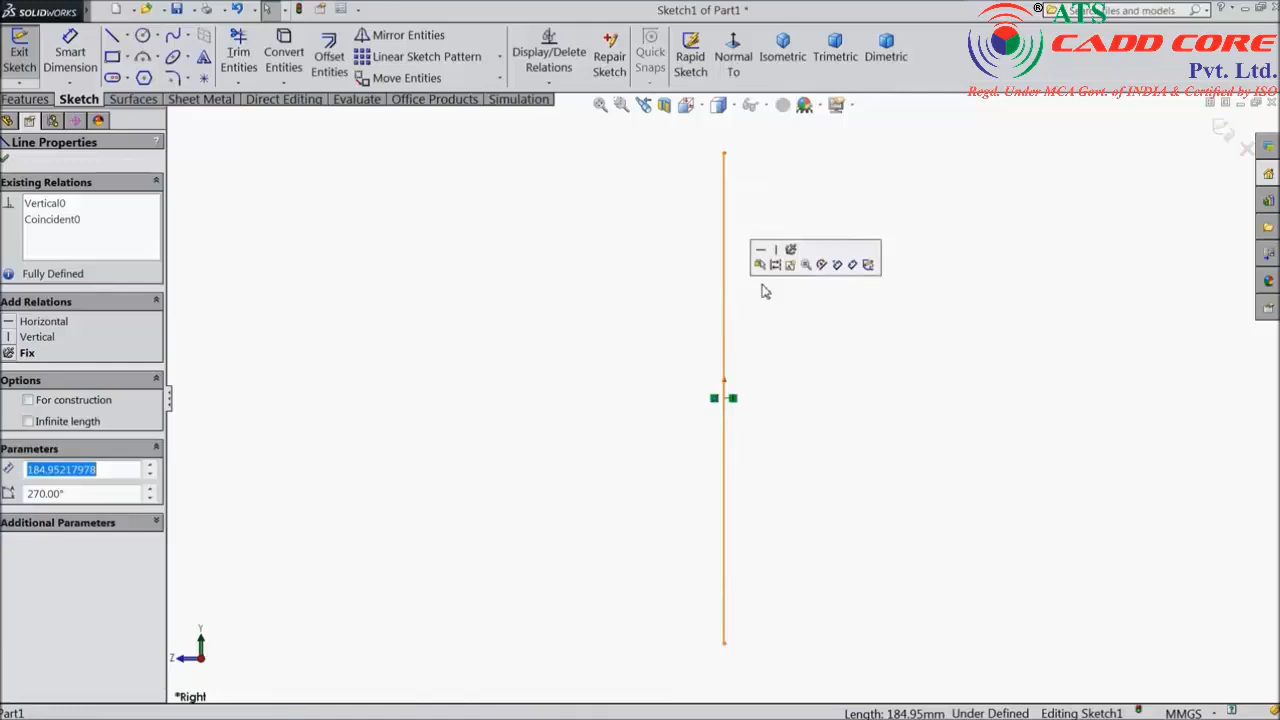 SOLIDWORKS
Sketch1 of Part1 *
Search files and models
® ATS
CADD CORE
Pvt. Ltd.
Regd. Under MCA Govt. of INDIA & Certified by ISO
Exit Sketch
Smart Dimension
Trim Entities
Convert Entities
Offset Entities
Mirror Entities
Linear Sketch Pattern
Move Entities
Display/Delete Relations
Repair Sketch
Quick Snaps
Rapid Sketch
Normal To
Isometric
Trimetric
Dimetric
Features
Sketch
Surfaces
Sheet Metal
Direct Editing
Evaluate
Office Products
Simulation
Line Properties
?
Existing Relations
Vertical0
Coincident0
Fully Defined
Add Relations
Horizontal
Vertical
Fix
Options
For construction
Infinite length
Parameters
184.95217978
270.00°
Additional Parameters
Y
Z
*Right
Part1
Length: 184.95mm
Under Defined
Editing Sketch1
MMGS